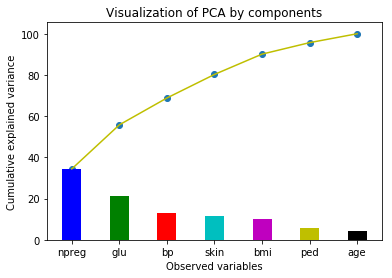 Visualization of PCA by components
100
80
60
40
20
0
Cumulative explained variance
npreg glu bp skin bmi ped age
Observed variables